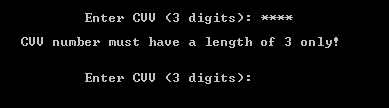 Enter CVV (3 digits): ****
CVV number must have a length of 3 only!
Enter CVV (3 digits):